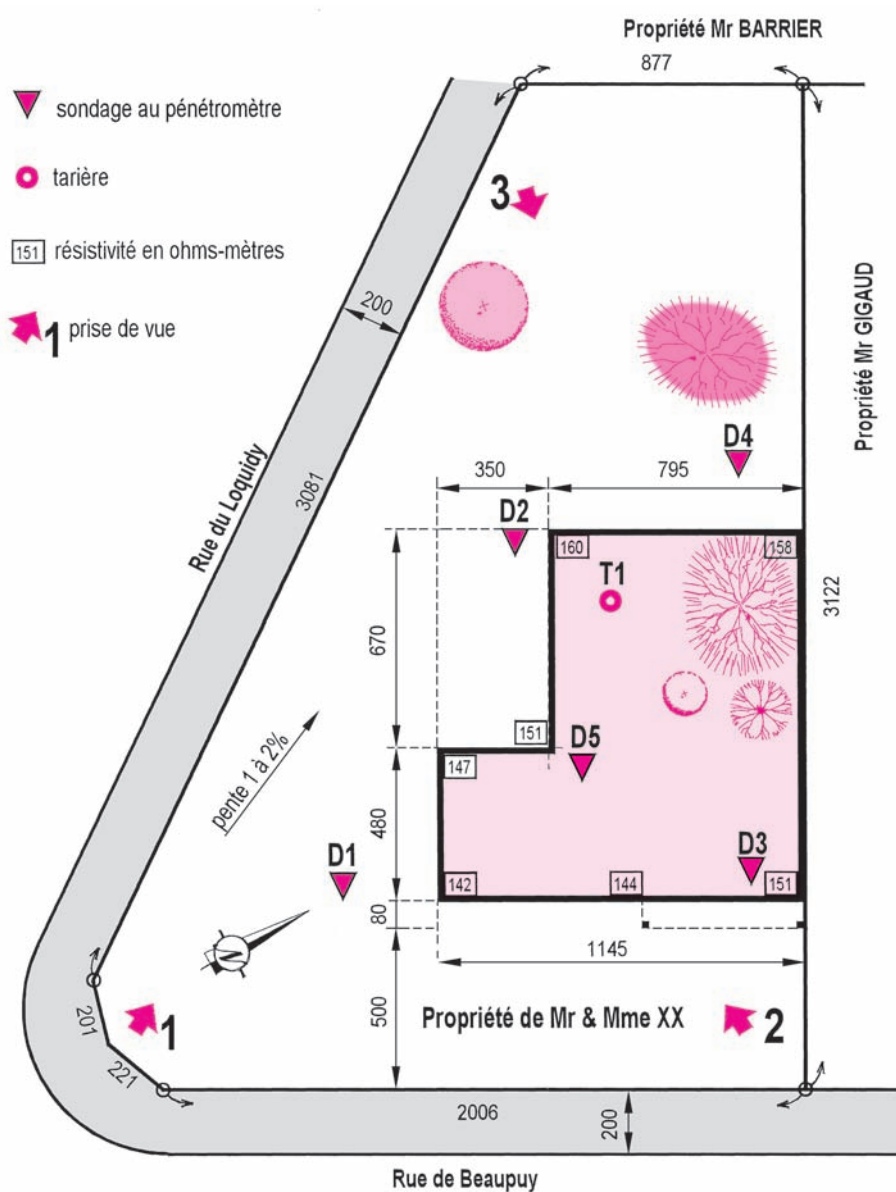 Propriété Mr BARRIER
877
sondage au pénétromètre
tarière
151 résistivité en ohms-mètres
1 prise de vue
3
200
Rue du Loquidy
3081
Propriété Mr GIGAUD
D4
350
795
D2
160
158
T1
3122
670
151
D5
147
pente 1 à 2%
480
D1
D3
142
144
151
80
N
1145
500
Propriété de Mr & Mme XX
201
1
2
221
2006
200
Rue de Beaupuy